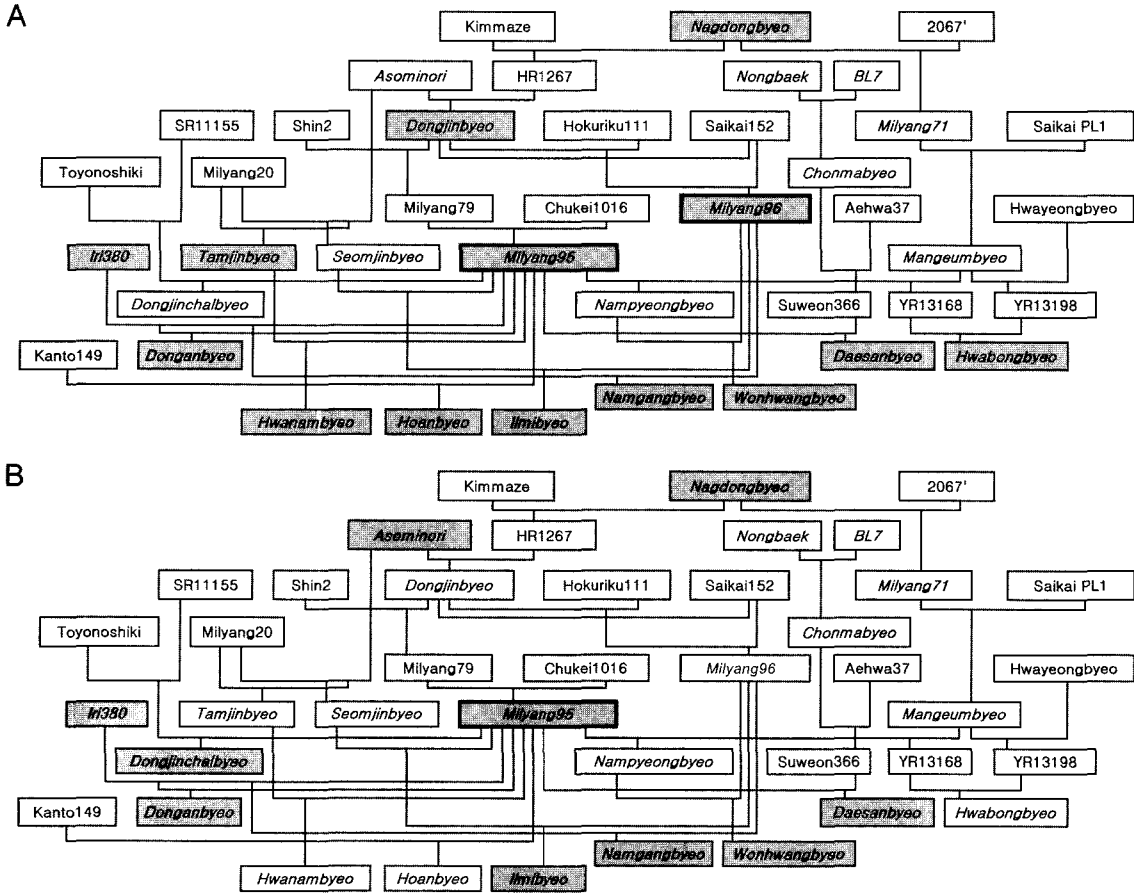 A
Kimmaze Nagdongbyeo 2067'
Asominori HR1267 Nongbaek BL7
SR11155 Shin2 Dongjinbyeo Hokuriku111 Saikai152 Milyang71 Saikai PL1
Toyonoshiki Milyang20 Chonmabyeo
Milyang79 Chukei1016 Milyang96 Aehwa37 Hwayeongbyeo
Iri380 Tamjinbyeo Seomjinbyeo Milyang95 Mangeumbyeo
Dongjinchalbyeo Nampyeongbyeo Suweon366 YR13168 YR13198
Kanto149 Donganbyeo Daesanbyeo Hwabongbyeo
Namgangbyeo Wonhwangbyeo
Hwanambyeo Hoanbyeo Ilmibyeo
B
Kimmaze Nagdongbyeo 2067'
Asominori HR1267 Nongbaek BL7
SR11155 Shin2 Dongjinbyeo Hokuriku111 Saikai152 Milyang71 Saikai PL1
Toyonoshiki Milyang20 Chonmabyeo
Milyang79 Chukei1016 Milyang96 Aehwa37 Hwayeongbyeo
Iri380 Tamjinbyeo Seomjinbyeo Milyang95 Mangeumbyeo
Dongjinchalbyeo Nampyeongbyeo Suweon366 YR13168 YR13198
Kanto149 Donganbyeo Daesanbyeo Hwabongbyeo
Namgangbyeo Wonhwangbyeo
Hwanambyeo Hoanbyeo Ilmibyeo